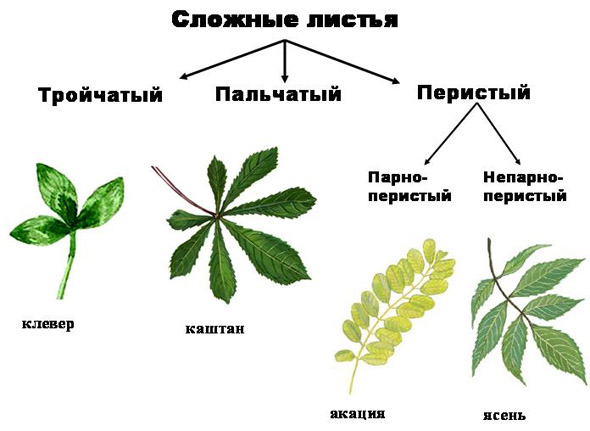 Сложные листья
Тройчатый
Пальчатый
Перистый
Парно-
перистый
Непарно-
перистый
клевер
каштан
акация
ясень